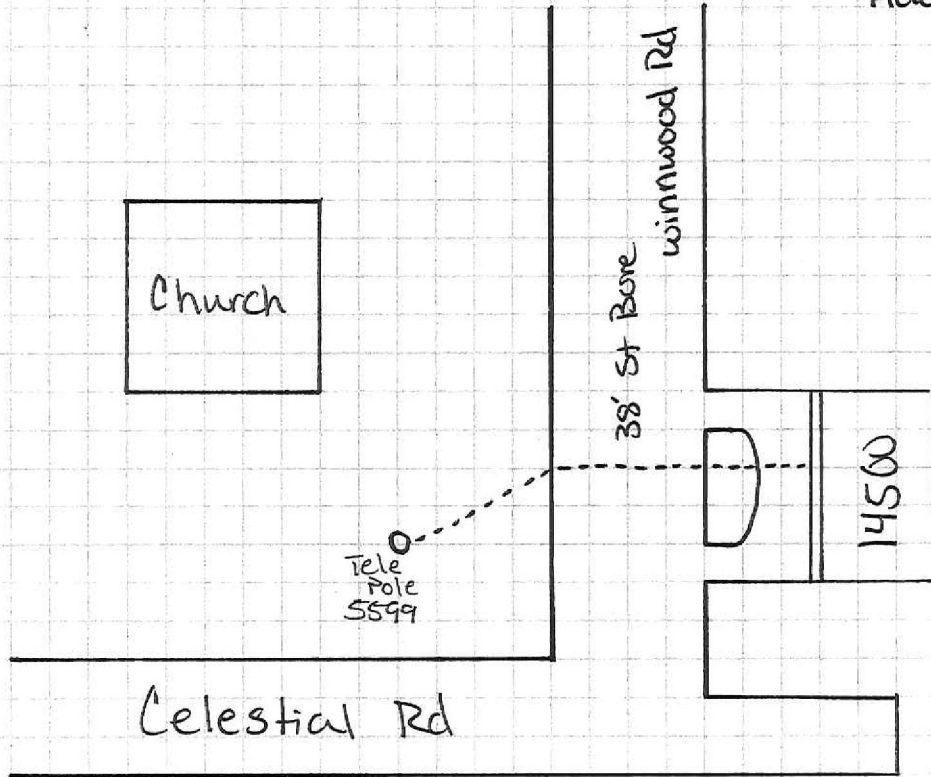 Church
Winnwood Rd
38' St Bore
14500
Tele
Pole
5599
Celestial Rd